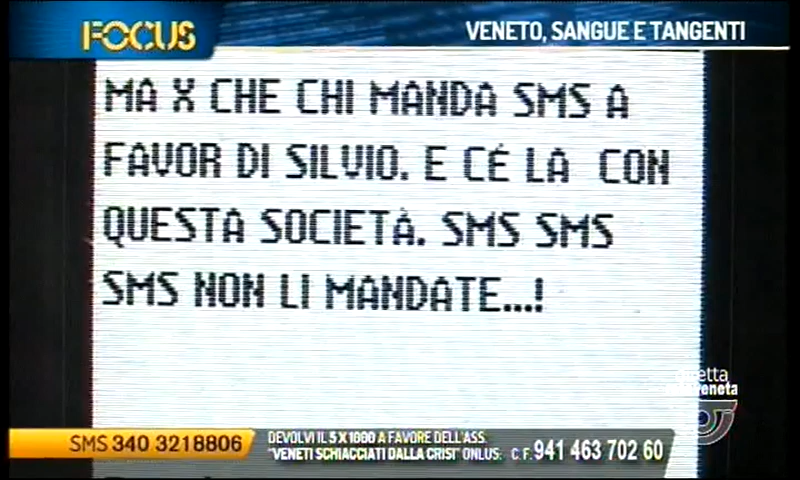 FOCUS
VENETO, SANGUE E TANGENTI
MA X CHE CHI MANDA SMS A
FAVOR DI SILVIO. E CÉ LA CON
QUESTA SOCIETÀ. SMS SMS
SMS NON LI MANDATE...!
SMS 340 3218806
DEVOLVI IL 5 X 1000 A FAVORE DELL'ASS.
"VENETI SCHIACCIATI DALLA CRISI" ONLUS: C.F. 941 463 702 60